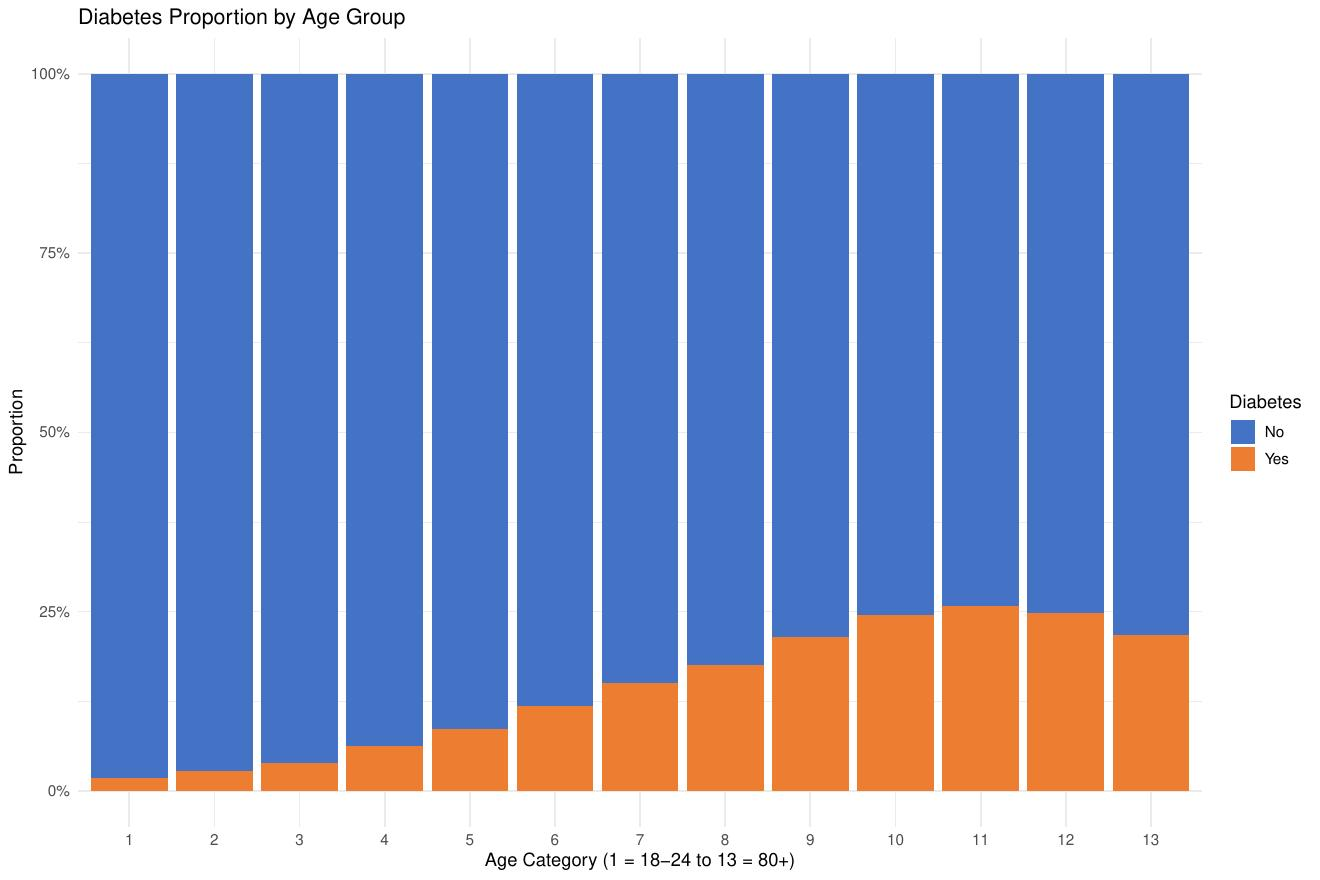 Diabetes Proportion by Age Group
100%
75%
50%
25%
0%
Proportion
1 2 3 4 5 6 7 8 9 10 11 12 13
Age Category (1 = 18–24 to 13 = 80+)
Diabetes
No
Yes